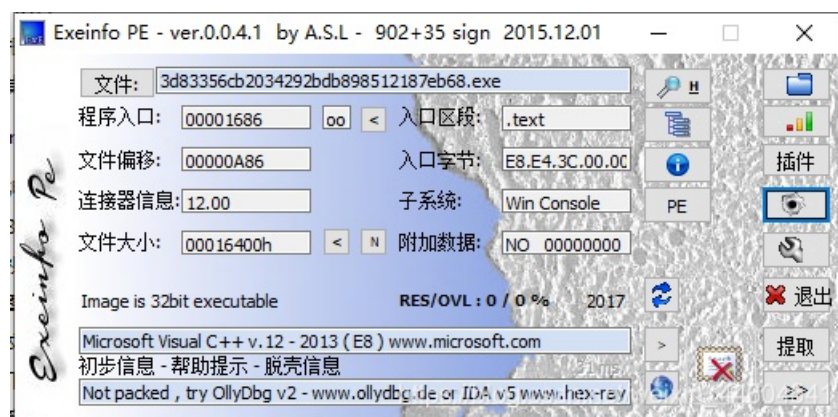 Exeinfo PE - ver.0.0.4.1 by A.S.L - 902+35 sign 2015.12.01
Exeinfo Pe
文件: 3d83356cb2034292bdb898512187eb68.exe H
程序入口: 00001686 oo < 入口区段: .text
文件偏移: 00000A86 入口字节: E8.E4.3C.00.00 插件
连接器信息: 12.00 子系统: Win Console PE
文件大小: 00016400h < N 附加数据: NO 00000000
Image is 32bit executable RES/OVL : 0 / 0 % 2017 退出
Microsoft Visual C++ v.12 - 2013 ( E8 ) www.microsoft.com > 提取
初步信息 - 帮助提示 - 脱壳信息
Not packed , try OllyDbg v2 - www.ollydbg.de or IDA v5 www.hex-ray >>